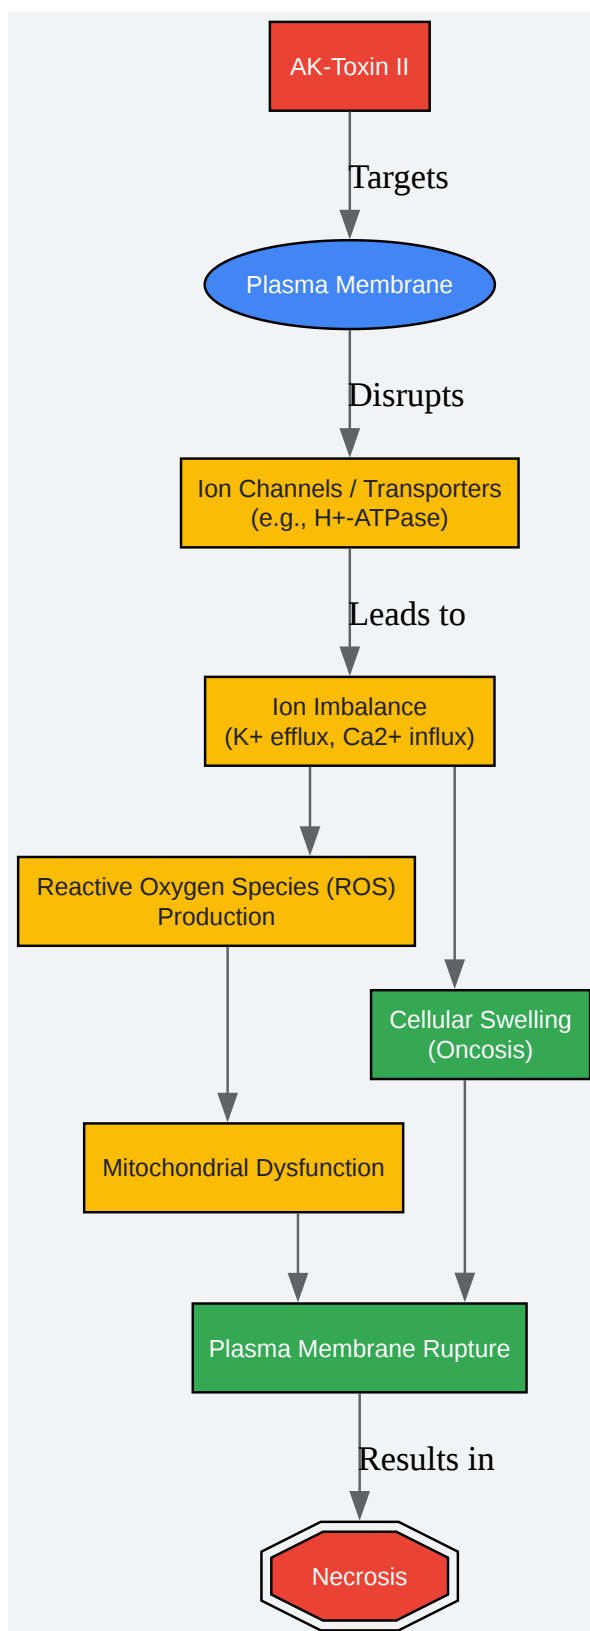 AK-Toxin II
Targets
Plasma Membrane
Disrupts
Ion Channels / Transporters
(e.g., H+-ATPase)
Leads to
Ion Imbalance
(K+ efflux, Ca2+ influx)
Reactive Oxygen Species (ROS)
Production
Cellular Swelling
(Oncosis)
Mitochondrial Dysfunction
Plasma Membrane Rupture
Results in
Necrosis